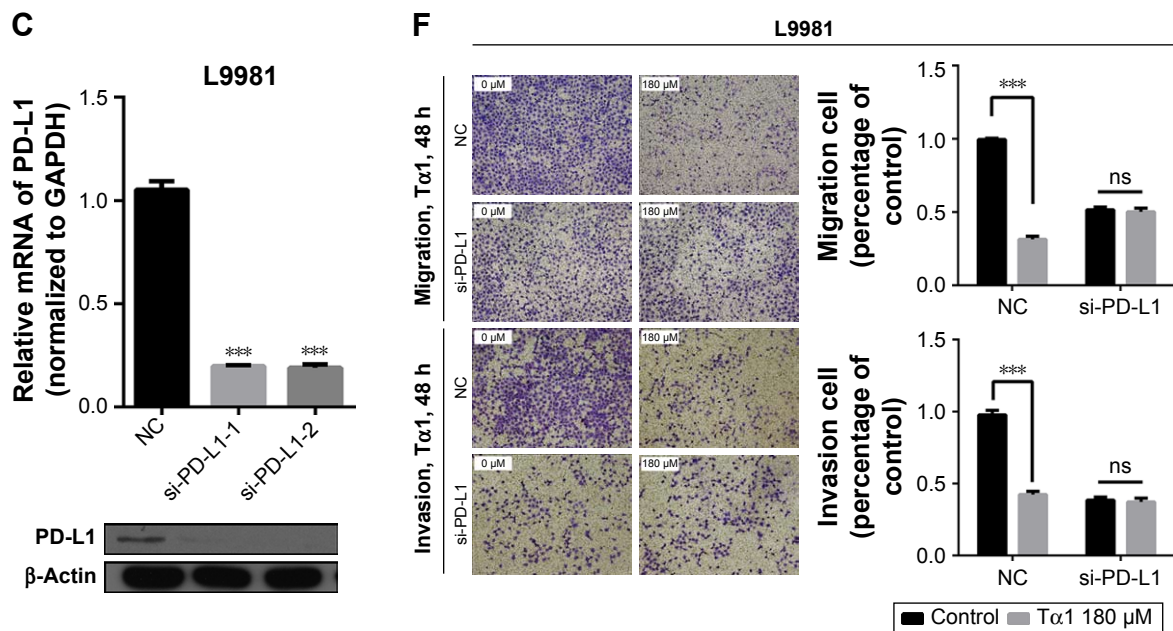 C
L9981
Relative mRNA of PD-L1
(normalized to GAPDH)
1.5
1.0
0.5
0.0
***
***
NC
si-PD-L1-1
si-PD-L1-2
PD-L1
β-Actin
F
L9981
Migration, Tα1, 48 h
NC
0 µM
180 µM
si-PD-L1
0 µM
180 µM
Invasion, Tα1, 48 h
NC
0 µM
180 µM
si-PD-L1
0 µM
180 µM
Migration cell
(percentage of
control)
1.5
1.0
0.5
0.0
***
ns
NC
si-PD-L1
Invasion cell
(percentage of
control)
1.5
1.0
0.5
0.0
***
ns
NC
si-PD-L1
Control
Tα1 180 µM